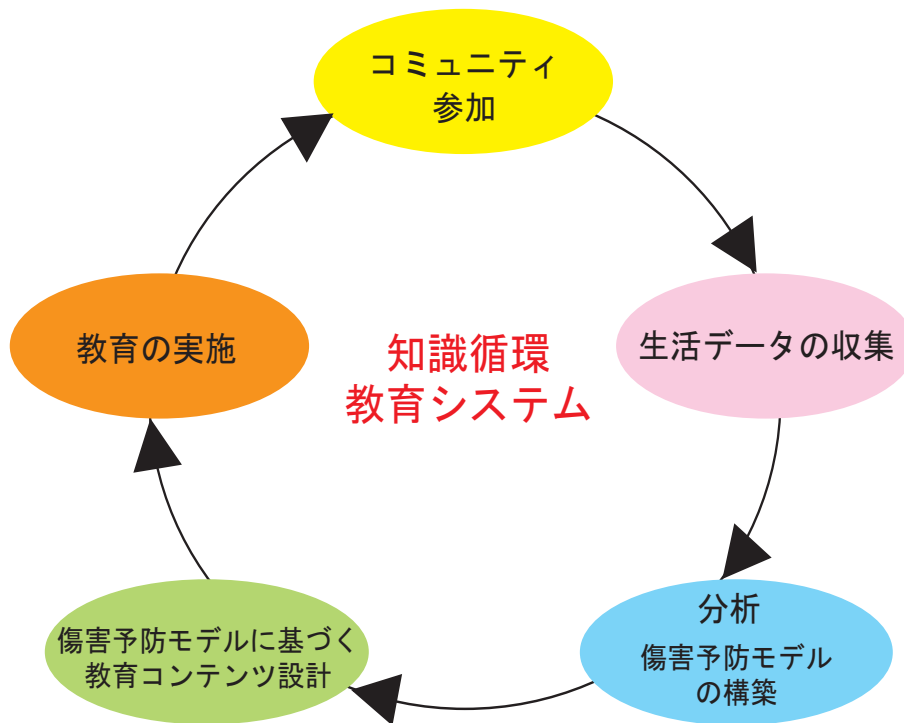 コミュニティ
参加
生活データの収集
分析
傷害予防モデル
の構築
傷害予防モデルに基づく
教育コンテンツ設計
教育の実施
知識循環
教育システム